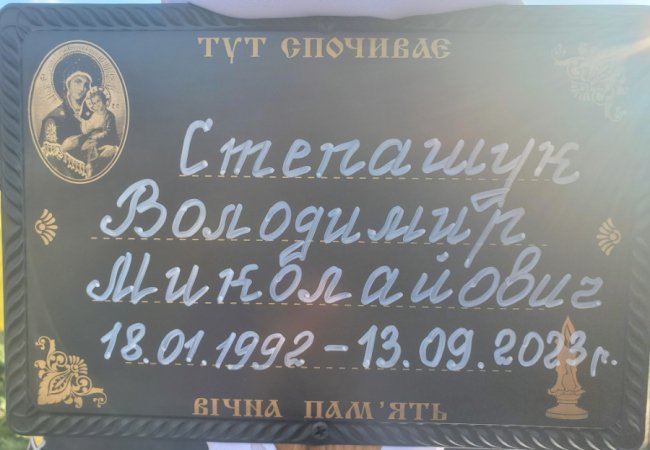 ТУТ СПОЧИВАЄ
Степашук
Володимир
Миколайович
18.01.1992 – 13.09.2023 р.
ВІЧНА ПАМ'ЯТЬ